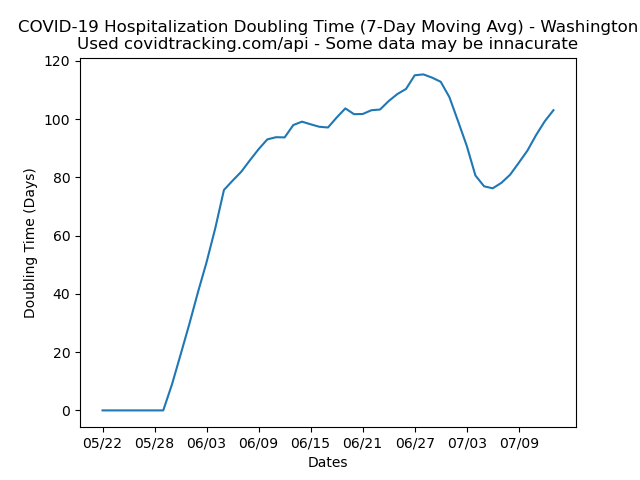 COVID-19 Hospitalization Doubling Time (7-Day Moving Avg) - Washington
Used covidtracking.com/api - Some data may be innacurate
120
100
80
60
40
20
0
Doubling Time (Days)
05/22 05/28 06/03 06/09 06/15 06/21 06/27 07/03 07/09
Dates